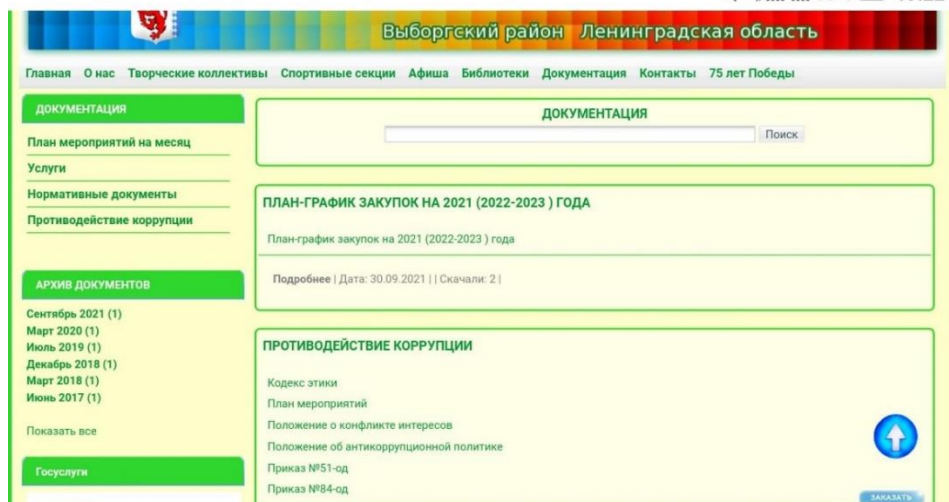 Выборгский район Ленинградская область
Главная О нас Творческие коллективы Спортивные секции Афиша Библиотеки Документация Контакты 75 лет Победы
ДОКУМЕНТАЦИЯ
План мероприятий на месяц
Услуги
Нормативные документы
Противодействие коррупции
АРХИВ ДОКУМЕНТОВ
Сентябрь 2021 (1)
Март 2020 (1)
Июль 2019 (1)
Декабрь 2018 (1)
Март 2018 (1)
Июнь 2017 (1)
Показать все
Госуслуги
ДОКУМЕНТАЦИЯ
Поиск
ПЛАН-ГРАФИК ЗАКУПОК НА 2021 (2022-2023 ) ГОДА
План-график закупок на 2021 (2022-2023 ) года
Подробнее | Дата: 30.09.2021 | | Скачали: 2 |
ПРОТИВОДЕЙСТВИЕ КОРРУПЦИИ
Кодекс этики
План мероприятий
Положение о конфликте интересов
Положение об антикоррупционной политике
Приказ №51-од
Приказ №84-од
ЗАКАЗАТЬ